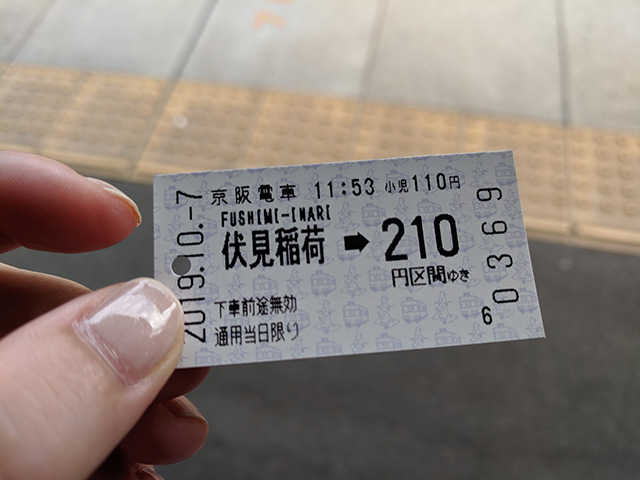 2019.10.-7
京阪電車 11:53 小児110円
FUSHIMI-INARI
伏見稲荷 ➡ 210
円区間ゆき
下車前途無効
通用当日限り
6
0369